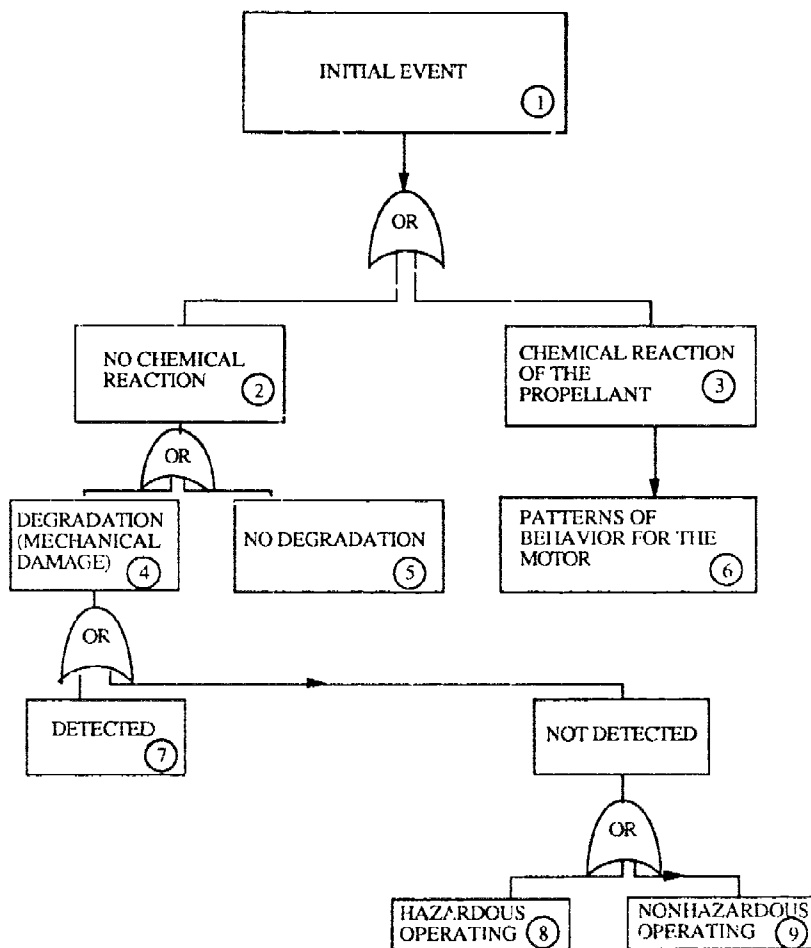 INITIAL EVENT
1
OR
NO CHEMICAL
REACTION
2
CHEMICAL REACTION
OF THE
PROPELLANT
3
OR
DEGRADATION
(MECHANICAL
DAMAGE)
4
NO DEGRADATION
5
PATTERNS OF
BEHAVIOR FOR THE
MOTOR
6
OR
DETECTED
7
NOT DETECTED
OR
HAZARDOUS
OPERATING
8
NONHAZARDOUS
OPERATING
9